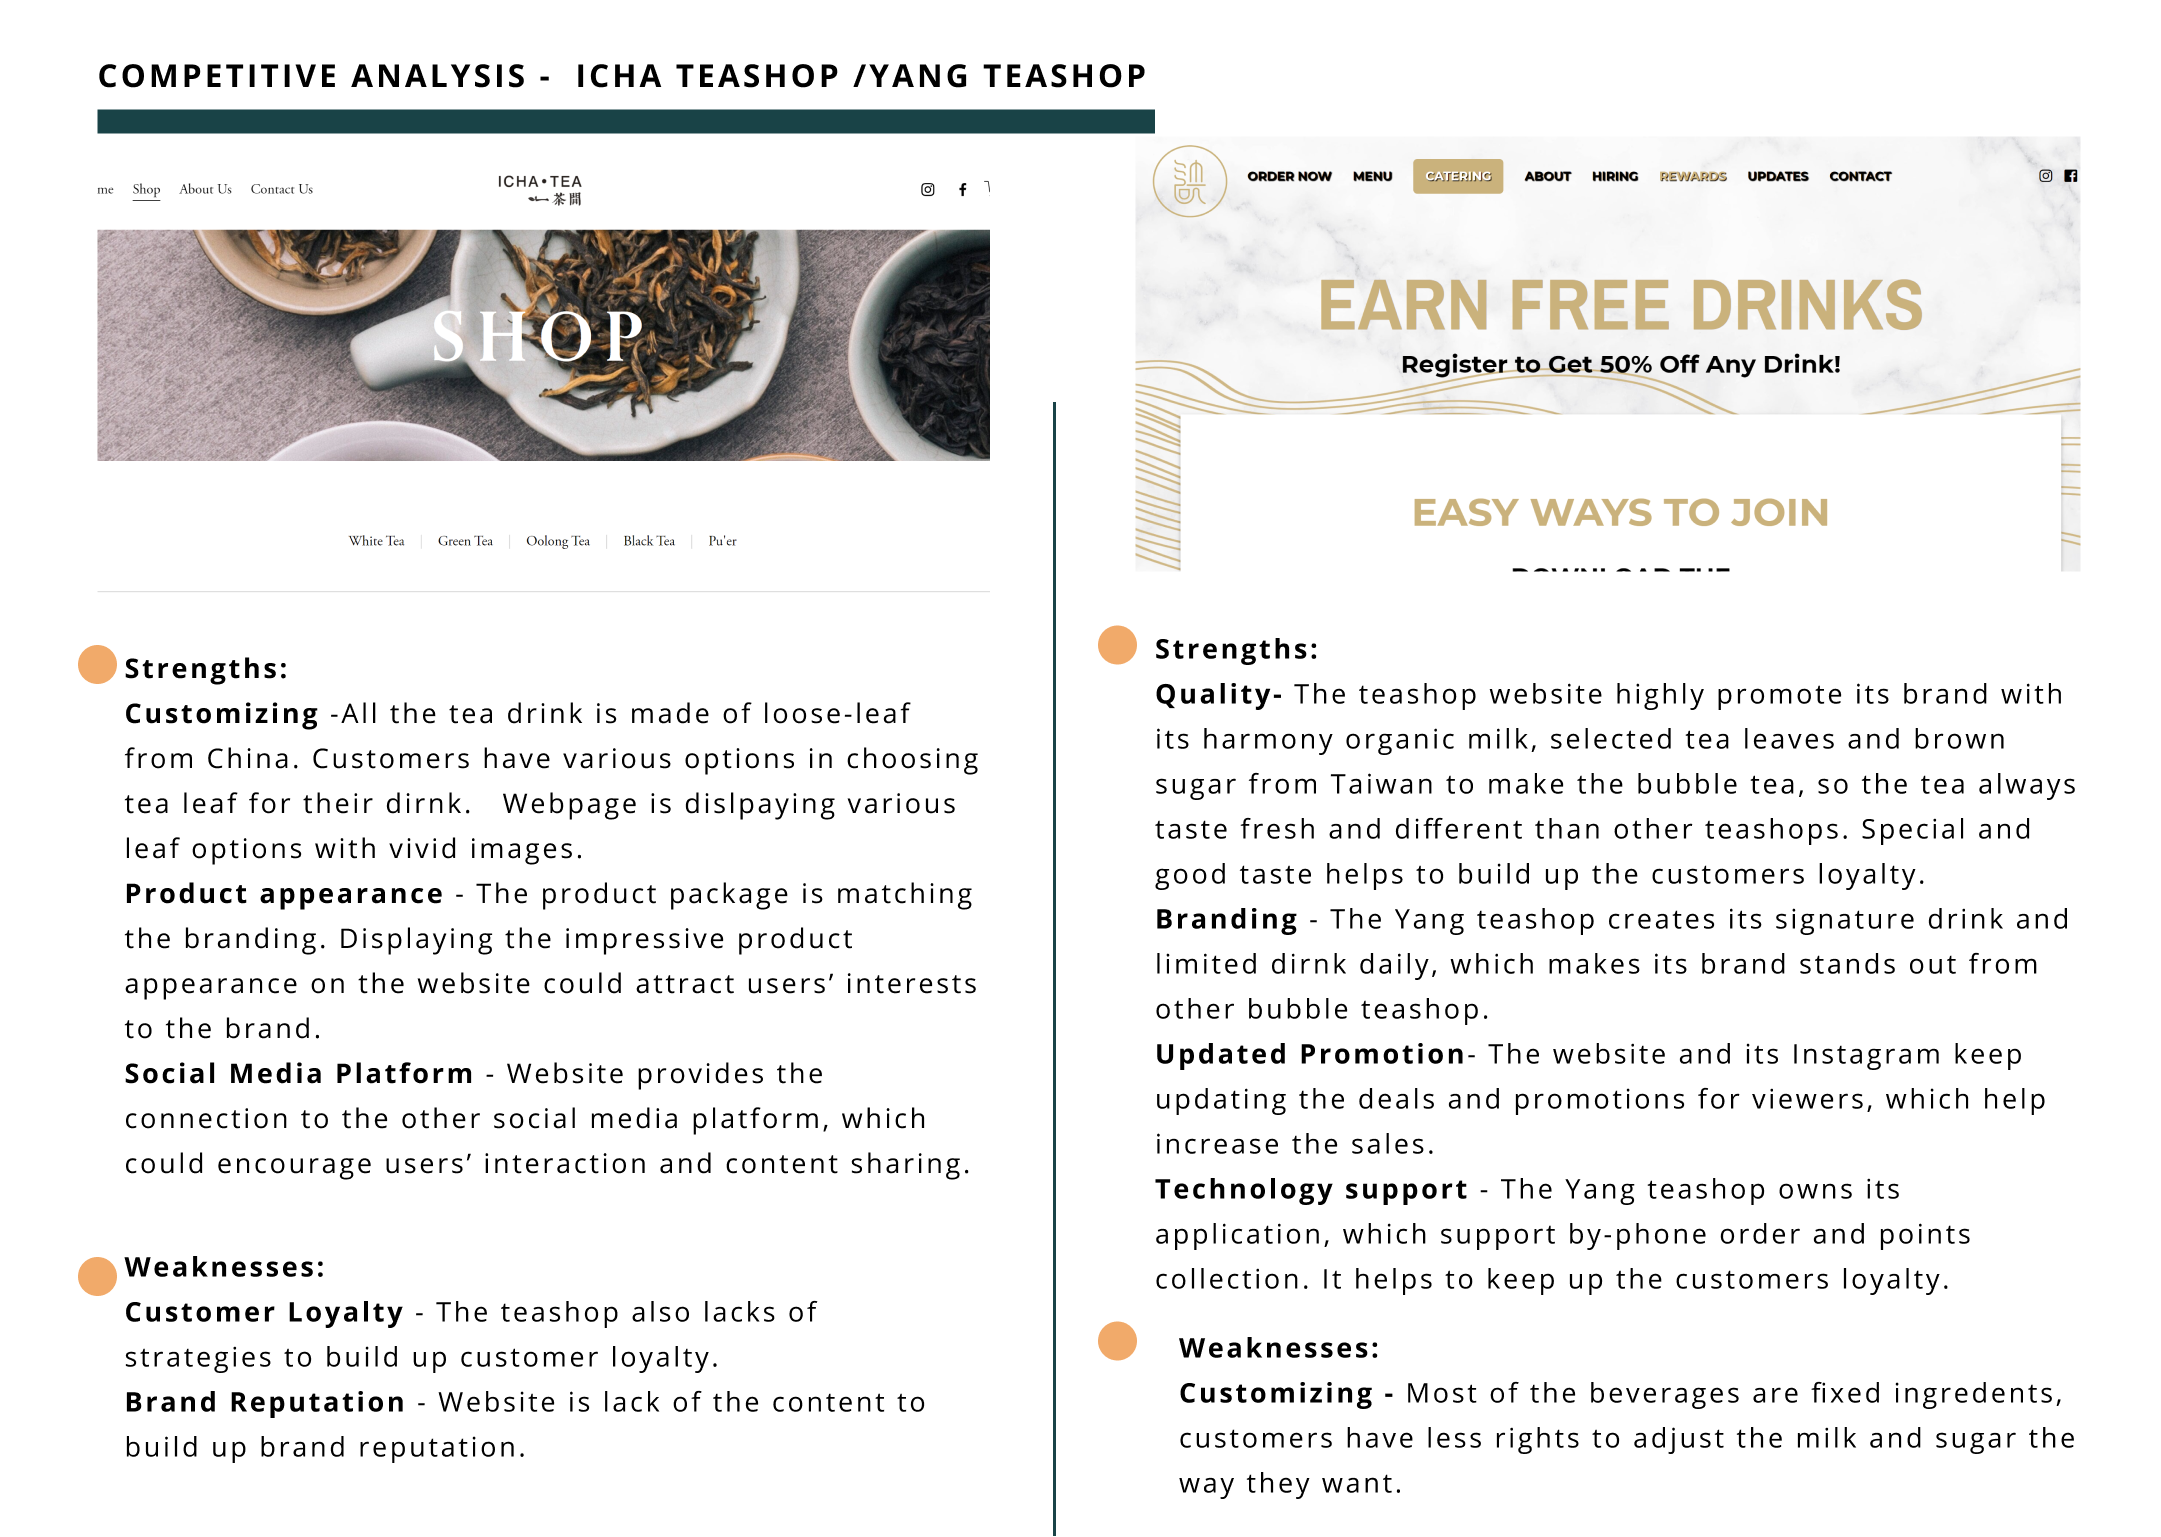 COMPETITIVE ANALYSIS -  ICHA TEASHOP /YANG TEASHOP
me Shop About Us Contact Us
ICHA•TEA
茶閒
SHOP
White Tea | Green Tea | Oolong Tea | Black Tea | Pu'er
Strengths:
Customizing -All the tea drink is made of loose-leaf
from China. Customers have various options in choosing
tea leaf for their dirnk.   Webpage is dislpaying various
leaf options with vivid images.
Product appearance - The product package is matching
the branding. Displaying the impressive product
appearance on the website could attract users’ interests
to the brand.
Social Media Platform - Website provides the
connection to the other social media platform, which
could encourage users’ interaction and content sharing.
Weaknesses:
Customer Loyalty - The teashop also lacks of
strategies to build up customer loyalty.
Brand Reputation - Website is lack of the content to
build up brand reputation.
ORDER NOW MENU CATERING ABOUT HIRING REWARDS UPDATES CONTACT
EARN FREE DRINKS
Register to Get 50% Off Any Drink!
EASY WAYS TO JOIN
DOWNLOAD THE
Strengths:
Quality- The teashop website highly promote its brand with
its harmony organic milk, selected tea leaves and brown
sugar from Taiwan to make the bubble tea, so the tea always
taste fresh and different than other teashops. Special and
good taste helps to build up the customers loyalty.
Branding - The Yang teashop creates its signature drink and
limited dirnk daily, which makes its brand stands out from
other bubble teashop.
Updated Promotion- The website and its Instagram keep
updating the deals and promotions for viewers, which help
increase the sales.
Technology support - The Yang teashop owns its
application, which support by-phone order and points
collection. It helps to keep up the customers loyalty.
Weaknesses:
Customizing - Most of the beverages are fixed ingredents,
customers have less rights to adjust the milk and sugar the
way they want.